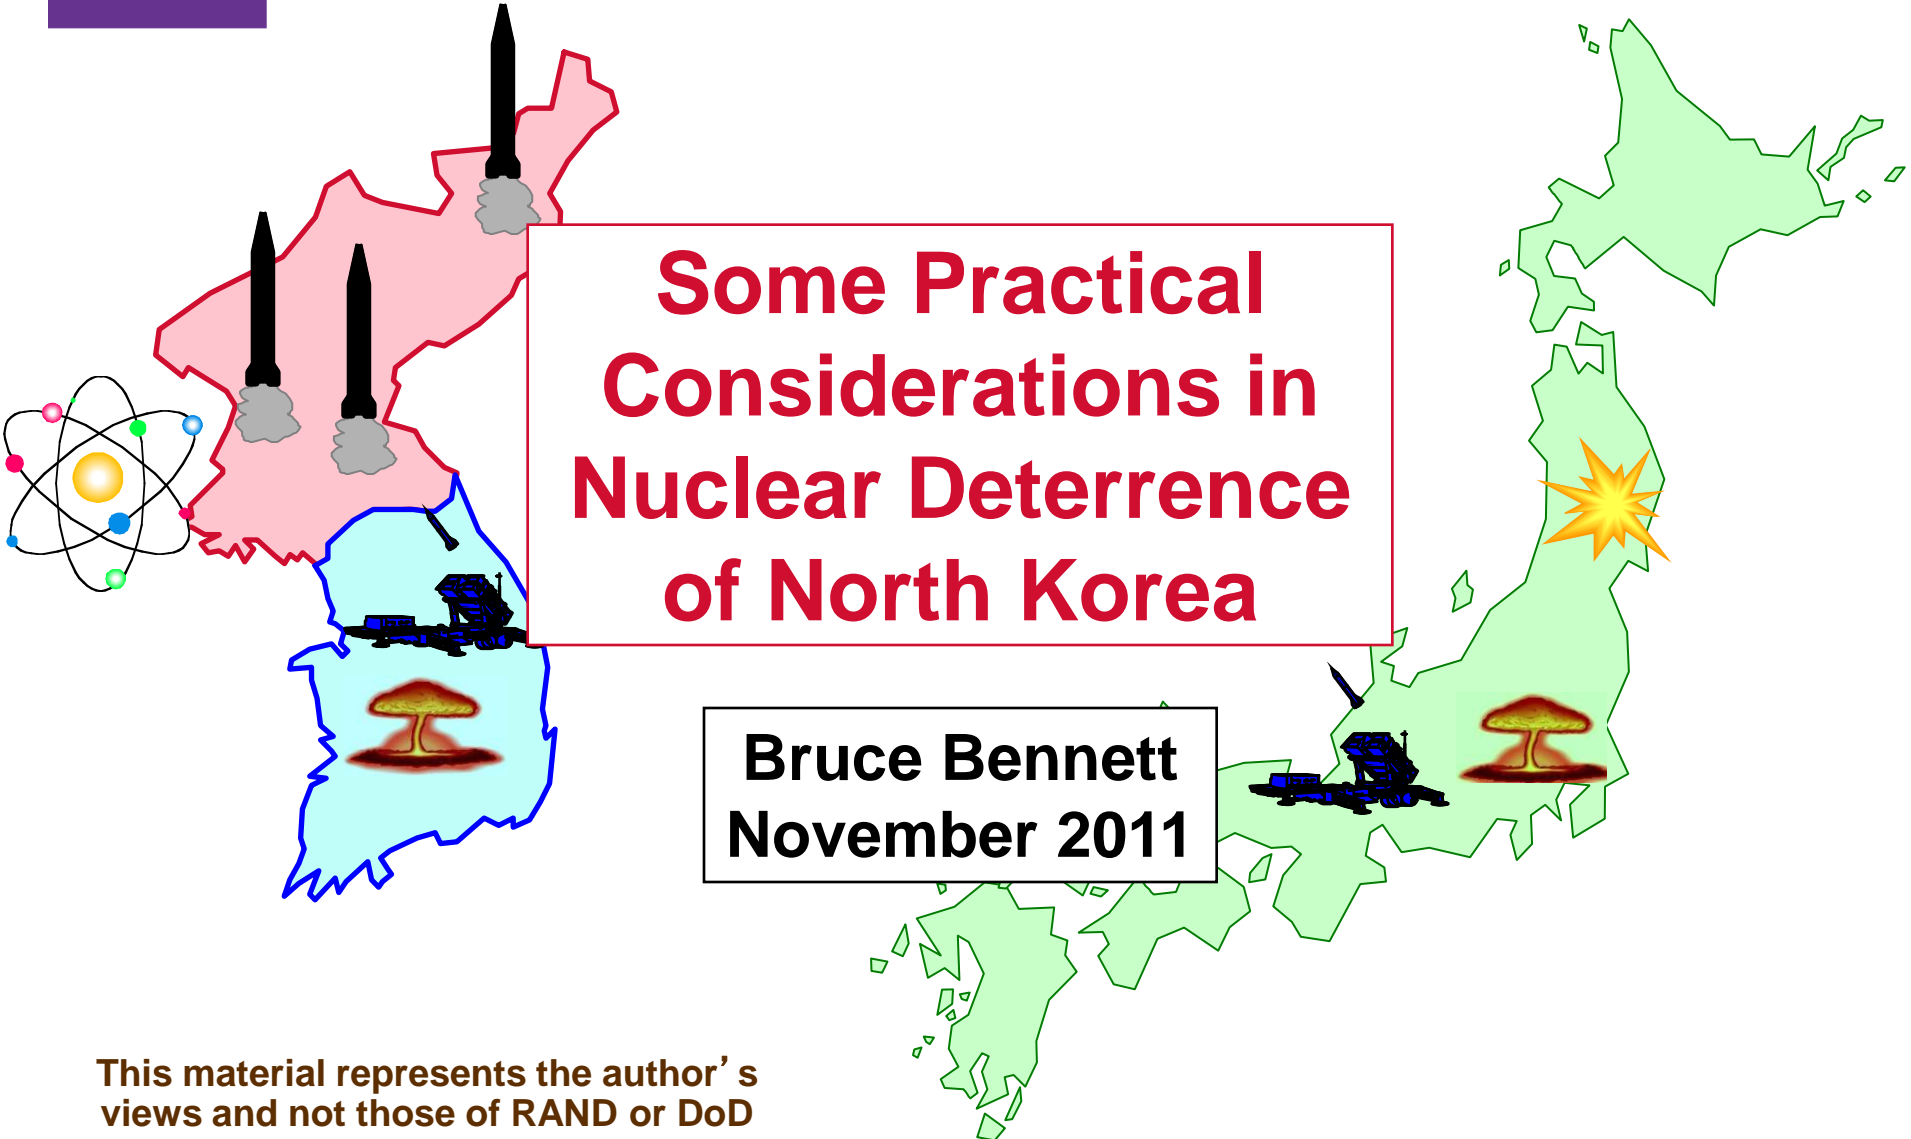 Some Practical
Considerations in
Nuclear Deterrence
of North Korea
Bruce Bennett
November 2011
This material represents the author’s
views and not those of RAND or DoD